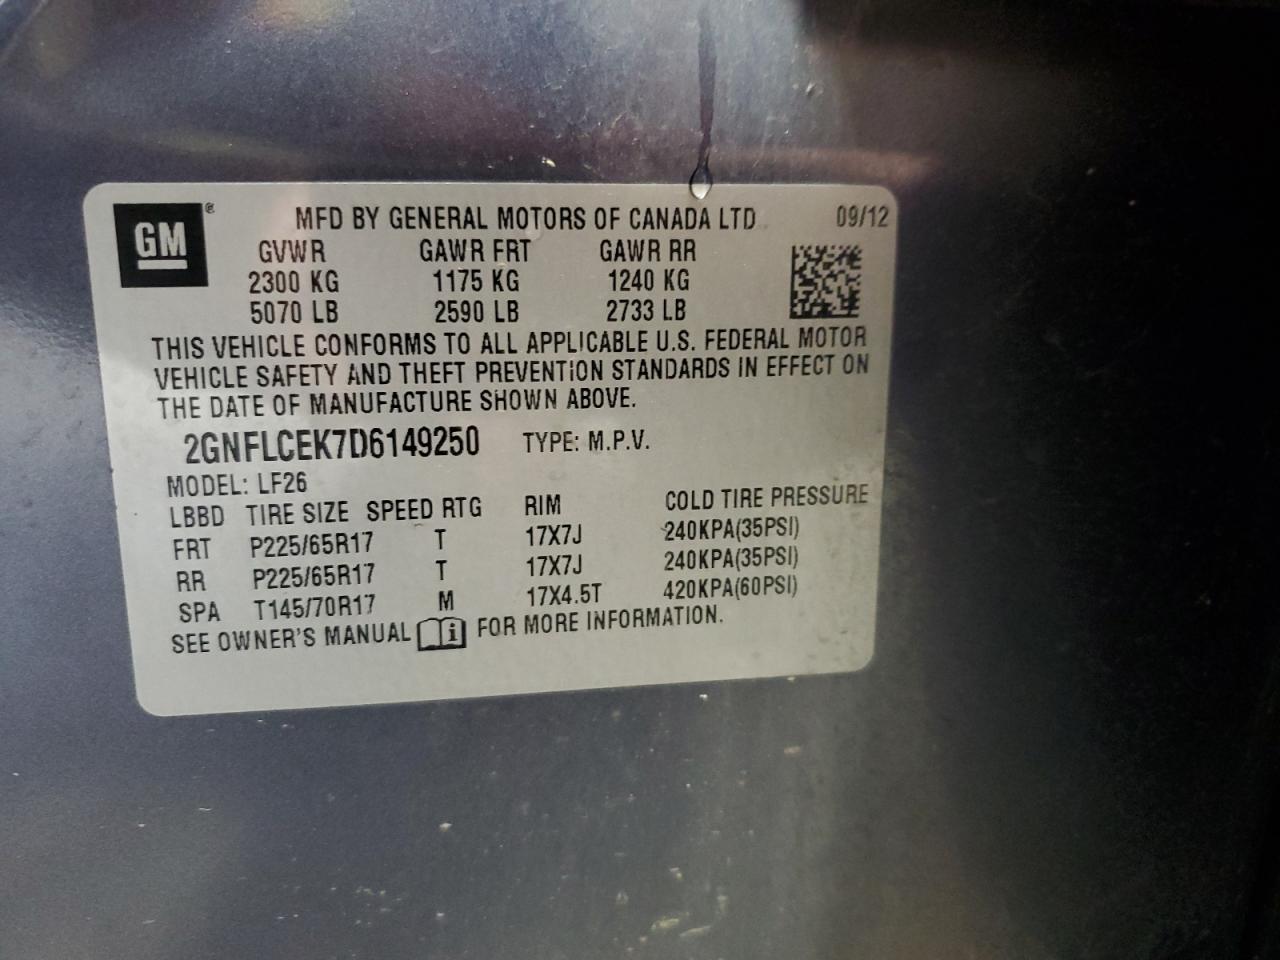 GM ®
MFD BY GENERAL MOTORS OF CANADA LTD 09/12
GVWR GAWR FRT GAWR RR
2300 KG 1175 KG 1240 KG
5070 LB 2590 LB 2733 LB
THIS VEHICLE CONFORMS TO ALL APPLICABLE U.S. FEDERAL MOTOR
VEHICLE SAFETY AND THEFT PREVENTION STANDARDS IN EFFECT ON
THE DATE OF MANUFACTURE SHOWN ABOVE.
2GNFLCEK7D6149250 TYPE: M.P.V.
MODEL: LF26
LBBD TIRE SIZE SPEED RTG RIM COLD TIRE PRESSURE
FRT P225/65R17 T 17X7J 240KPA(35PSI)
RR P225/65R17 T 17X7J 240KPA(35PSI)
SPA T145/70R17 M 17X4.5T 420KPA(60PSI)
SEE OWNER'S MANUAL i FOR MORE INFORMATION.